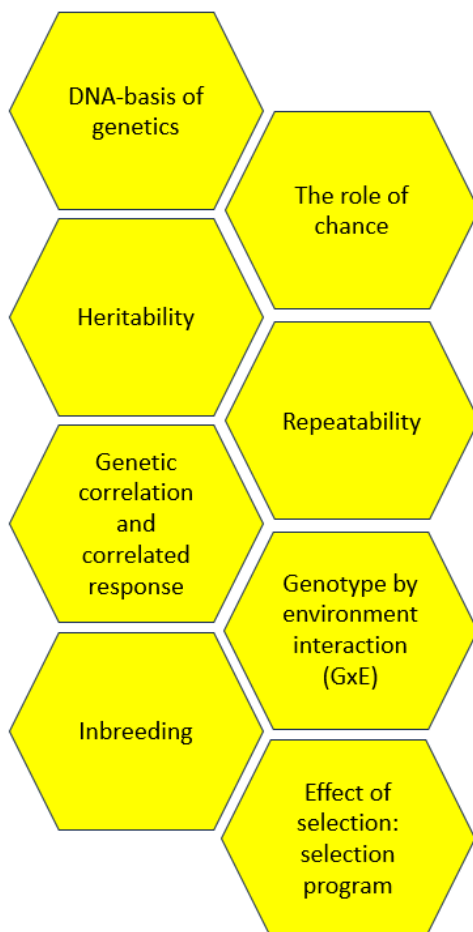 DNA-basis of
genetics
The role of
chance
Heritability
Repeatability
Genetic
correlation
and
correlated
response
Genotype by
environment
interaction
(GxE)
Inbreeding
Effect of
selection:
selection
program